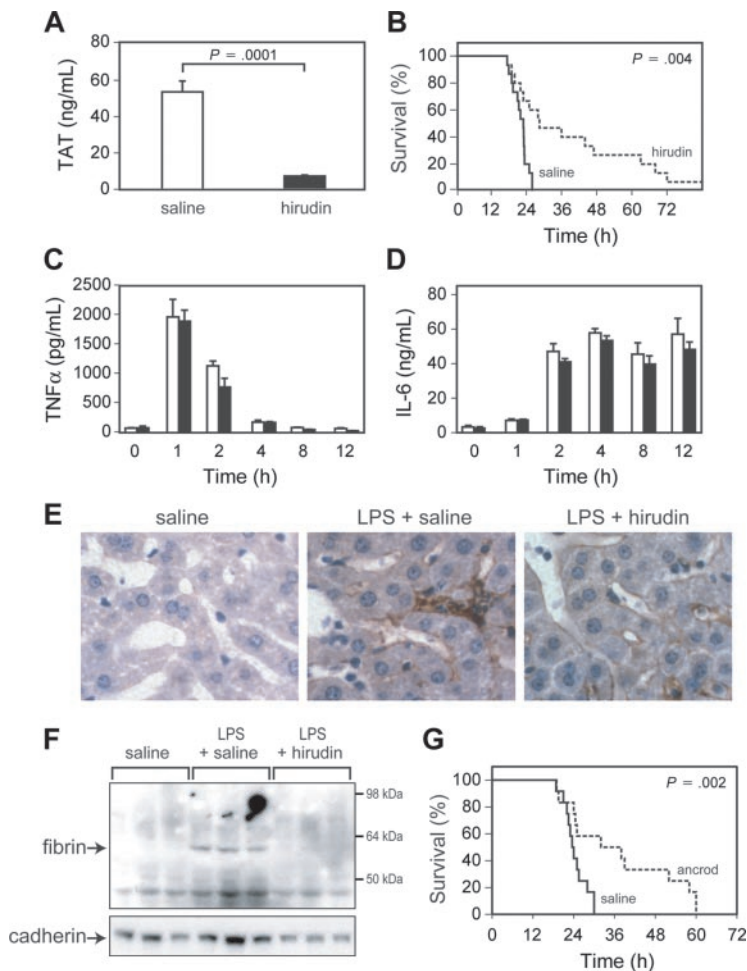 A
TAT (ng/mL)
80
60
40
20
0
P = .0001
saline hirudin
B
Survival (%)
100
80
60
40
20
0
P = .004
hirudin
saline
0 12 24 36 48 60 72
Time (h)
C
TNFα (pg/mL)
2500
2000
1500
1000
500
0
0 1 2 4 8 12
Time (h)
D
IL-6 (ng/mL)
80
60
40
20
0
0 1 2 4 8 12
Time (h)
E
saline LPS + saline LPS + hirudin
F
saline
LPS
+ saline
LPS
+ hirudin
98 kDa
64 kDa
50 kDa
fibrin
cadherin
G
Survival (%)
100
80
60
40
20
0
P = .002
ancrod
saline
0 12 24 36 48 60 72
Time (h)